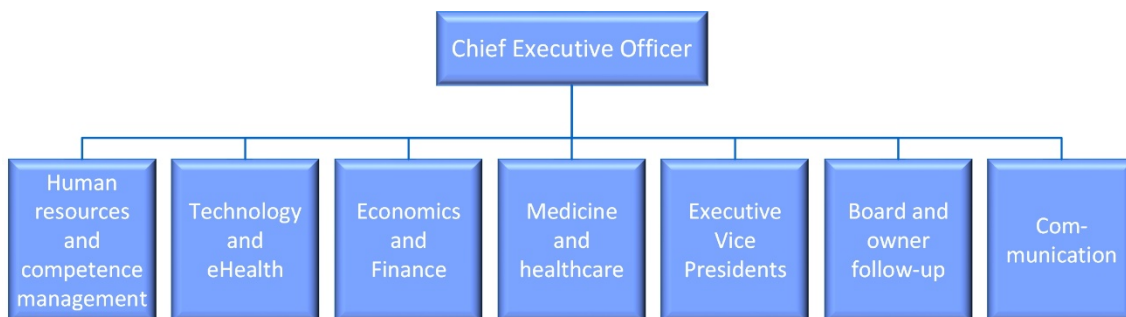 Chief Executive Officer
Human
resources
and
competence
management
Technology
and
eHealth
Economics
and
Finance
Medicine
and
healthcare
Executive
Vice
Presidents
Board and
owner
follow-up
Com-
munication